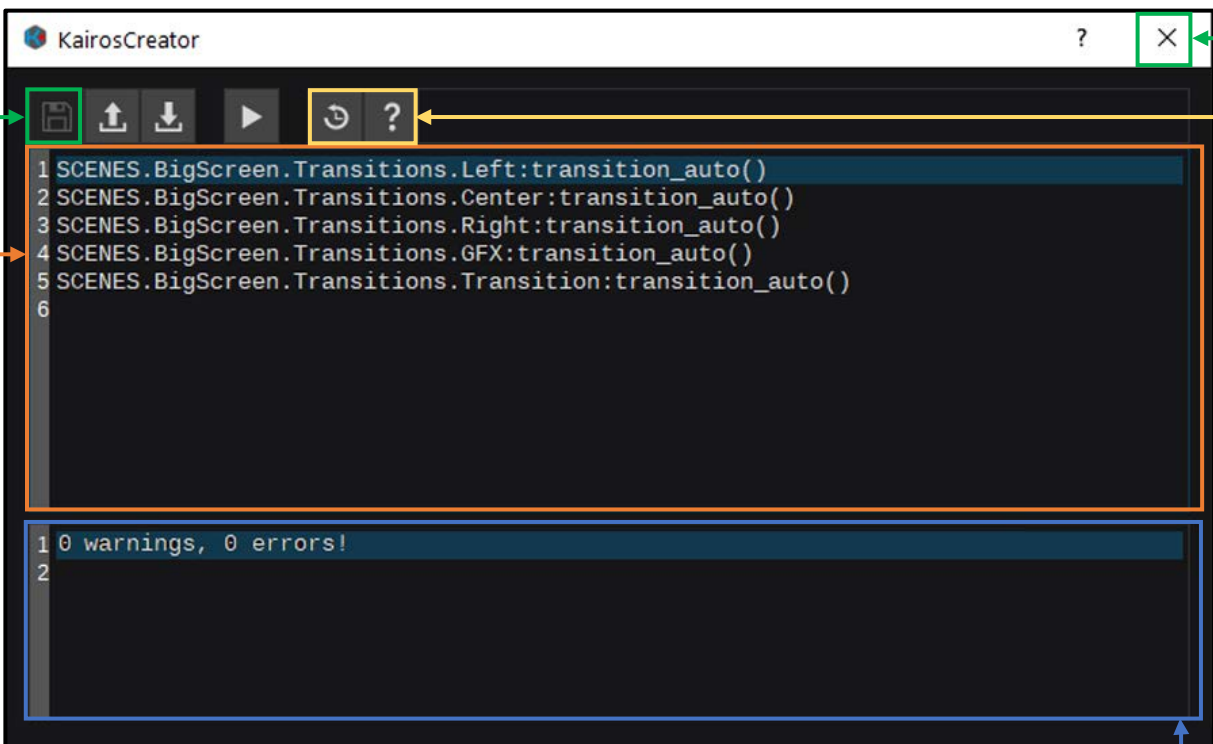 KairosCreator ?
?
1 SCENES.BigScreen.Transitions.Left:transition_auto()
2 SCENES.BigScreen.Transitions.Center:transition_auto()
3 SCENES.BigScreen.Transitions.Right:transition_auto()
4 SCENES.BigScreen.Transitions.GFX:transition_auto()
5 SCENES.BigScreen.Transitions.Transition:transition_auto()
6
1 0 warnings, 0 errors!
2